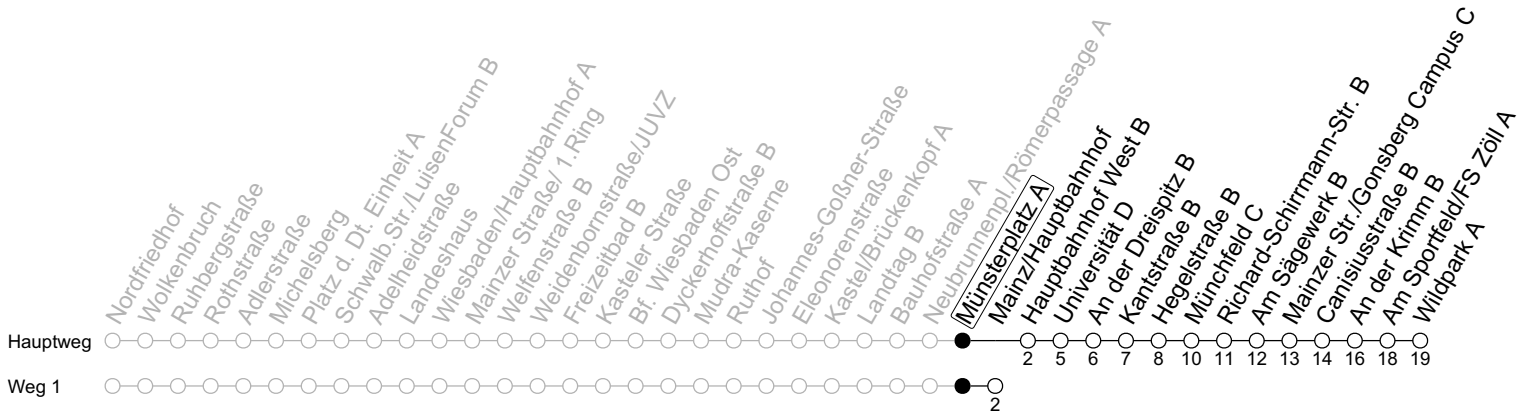 Nordfriedhof
Wolkenbruch
Ruhbergstraße
Rothstraße
Adlerstraße
Michelsberg
Platz d. Dt. Einheit A
Schwalb.Str./LuisenForum B
Adelheidstraße
Landeshaus
Wiesbaden/Hauptbahnhof A
Mainzer Straße/ 1.Ring
Welfenstraße B
Weidenbornstraße/JUVZ
Freizeitbad B
Kasteler Straße
Bf. Wiesbaden Ost
Dyckerhoffstraße B
Mudra-Kaserne
Ruthof
Johannes-Goßner-Straße
Eleonorenstraße
Kastel/Brückenkopf A
Landtag B
Bauhofstraße A
Neubrunnenpl./Römerpassage A
Münsterplatz A
Mainz/Hauptbahnhof
Hauptbahnhof West B
Universität D
An der Dreispitz B
Kantstraße B
Hegelstraße B
Münchfeld C
Richard-Schirrmann-Str. B
Am Sägewerk B
Mainzer Str./Gonsberg Campus C
Canisiusstraße B
An der Krimm B
Am Sportfeld/FS Zöll A
Wildpark A
Hauptweg
2 5 6 7 8 10 11 12 13 14 16 18 19
Weg 1
2